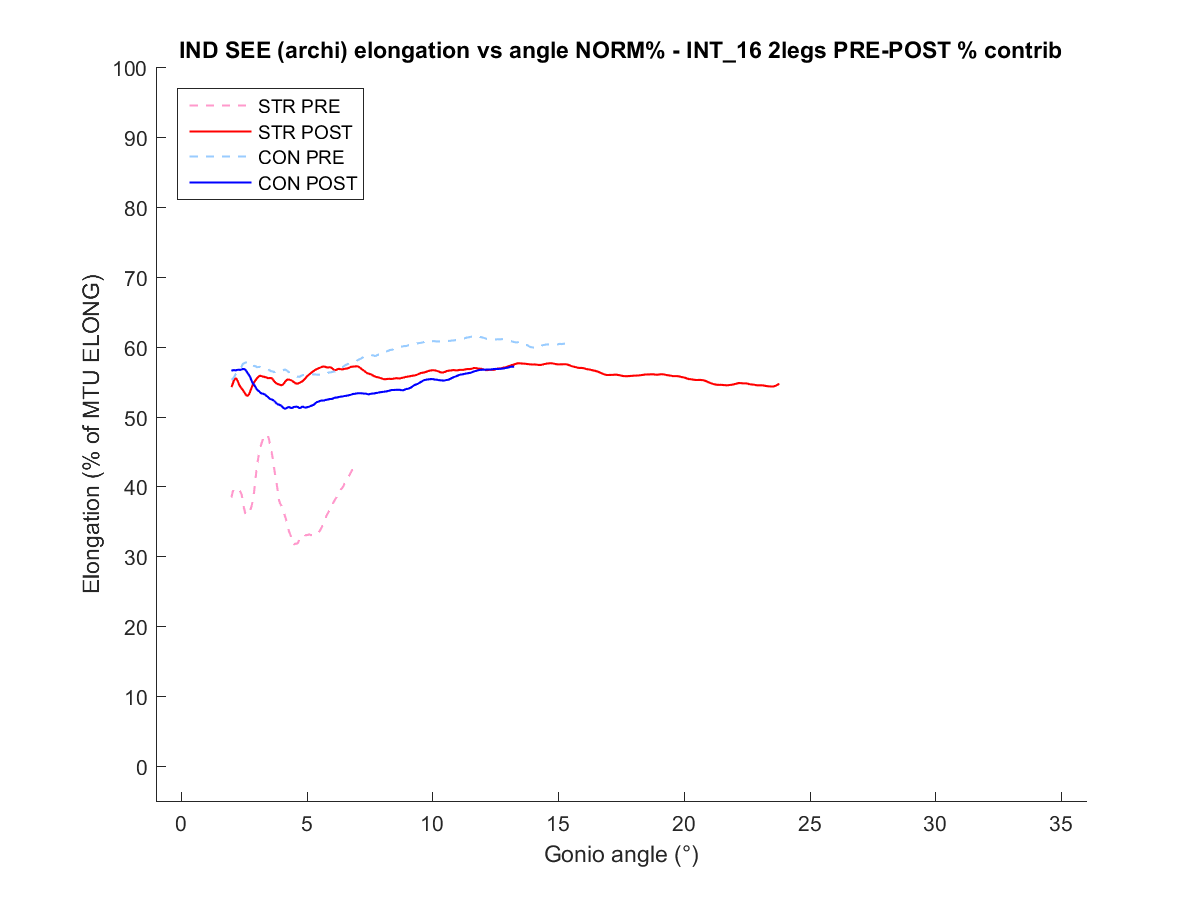 IND SEE (archi) elongation vs angle NORM% - INT_16 2legs PRE-POST % contrib
100
90
80
70
60
50
40
30
20
10
0
STR PRE
STR POST
CON PRE
CON POST
Elongation (% of MTU ELONG)
0 5 10 15 20 25 30 35
Gonio angle (°)